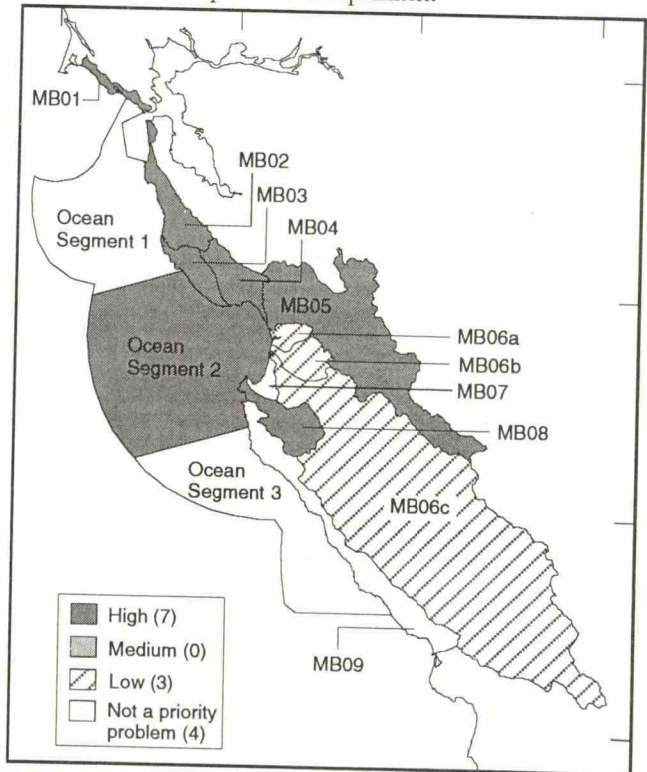 MB01
MB02
MB03
MB04
Ocean
Segment 1
MB05
MB06a
Ocean
Segment 2
MB06b
MB07
MB08
Ocean
Segment 3
MB06c
High (7)
Medium (0)
Low (3)
Not a priority
problem (4)
MB09